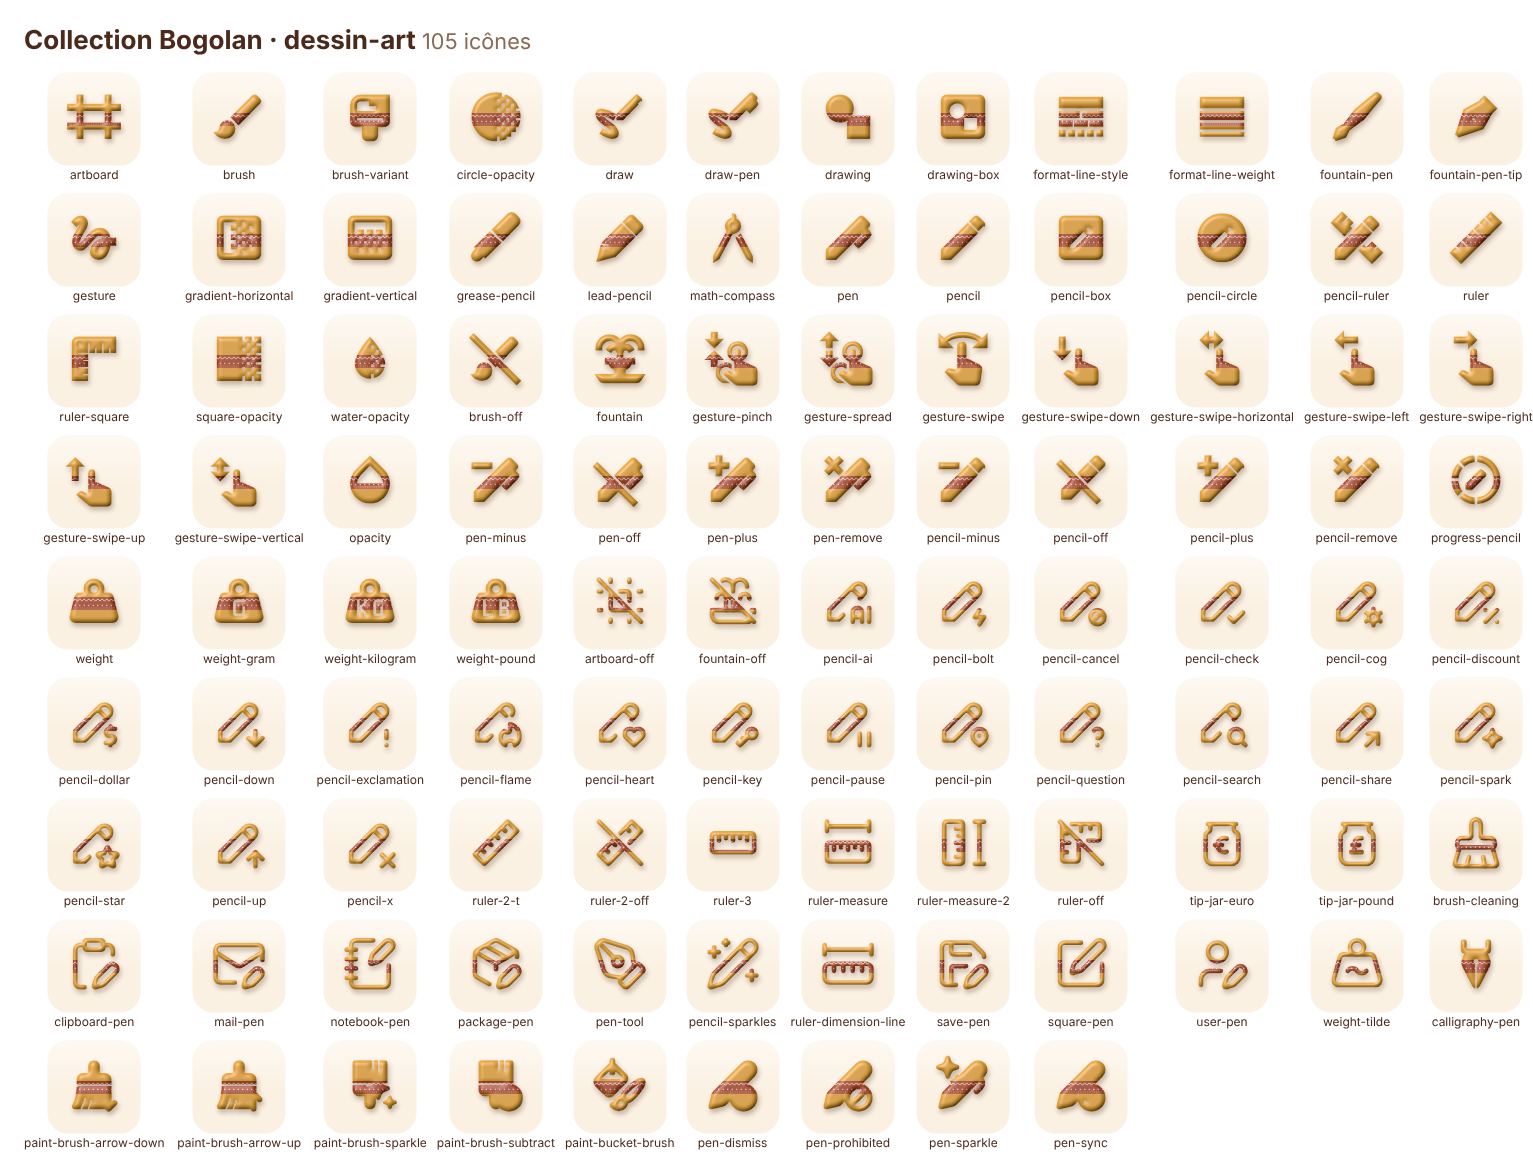 Collection Bogolan · dessin-art 105 icônes
artboard brush brush-variant circle-opacity draw draw-pen drawing drawing-box format-line-style format-line-weight fountain-pen fountain-pen-tip
gesture gradient-horizontal gradient-vertical grease-pencil lead-pencil math-compass pen pencil pencil-box pencil-circle pencil-ruler ruler
ruler-square square-opacity water-opacity brush-off fountain gesture-pinch gesture-spread gesture-swipe gesture-swipe-down gesture-swipe-horizontal gesture-swipe-left gesture-swipe-right
gesture-swipe-up gesture-swipe-vertical opacity pen-minus pen-off pen-plus pen-remove pencil-minus pencil-off pencil-plus pencil-remove progress-pencil
G KG LB AI
weight weight-gram weight-kilogram weight-pound artboard-off fountain-off pencil-ai pencil-bolt pencil-cancel pencil-check pencil-cog pencil-discount
$ ! ?
pencil-dollar pencil-down pencil-exclamation pencil-flame pencil-heart pencil-key pencil-pause pencil-pin pencil-question pencil-search pencil-share pencil-spark
€ £
pencil-star pencil-up pencil-x ruler-2-t ruler-2-off ruler-3 ruler-measure ruler-measure-2 ruler-off tip-jar-euro tip-jar-pound brush-cleaning
clipboard-pen mail-pen notebook-pen package-pen pen-tool pencil-sparkles ruler-dimension-line save-pen square-pen user-pen weight-tilde calligraphy-pen
paint-brush-arrow-down paint-brush-arrow-up paint-brush-sparkle paint-brush-subtract paint-bucket-brush pen-dismiss pen-prohibited pen-sparkle pen-sync